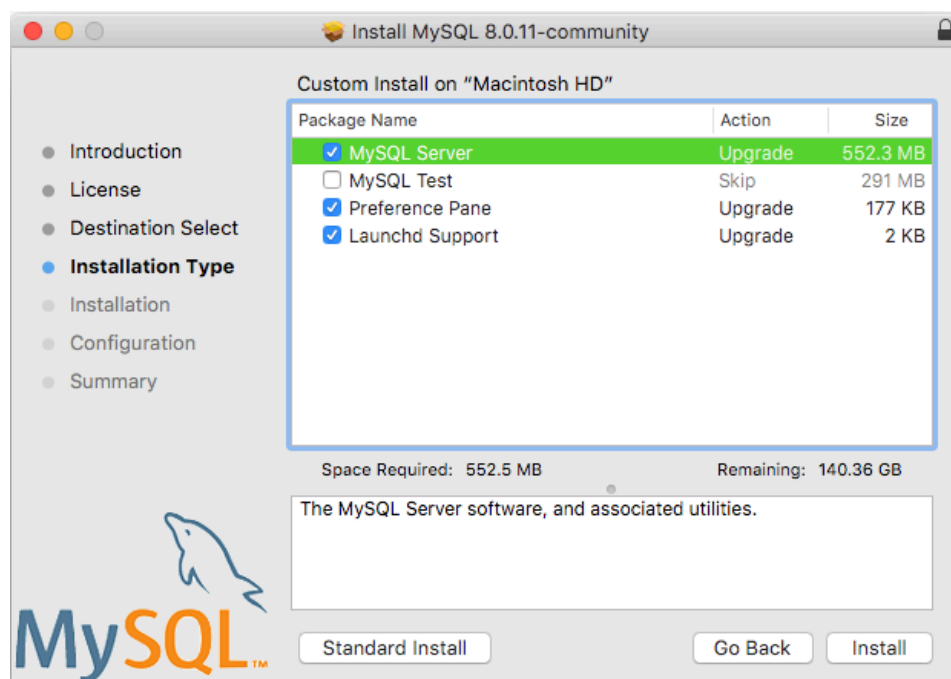 Install MySQL 8.0.11-community
Custom Install on “Macintosh HD”
Package Name Action Size
MySQL Server Upgrade 552.3 MB
MySQL Test Skip 291 MB
Preference Pane Upgrade 177 KB
Launchd Support Upgrade 2 KB
Introduction
License
Destination Select
Installation Type
Installation
Configuration
Summary
Space Required: 552.5 MB Remaining: 140.36 GB
The MySQL Server software, and associated utilities.
MySQL™
Standard Install Go Back Install